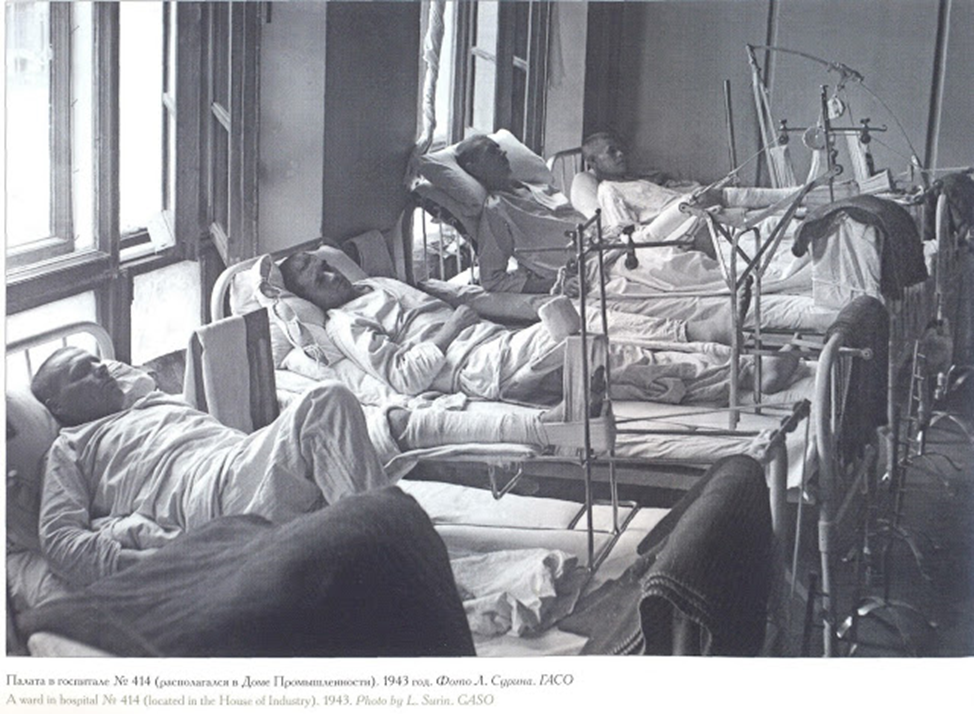 Палата в госпитале № 414 (располагался в Доме Промышленности). 1943 год. Фото Л. Сурина. ГАСО
A ward in hospital № 414 (located in the House of Industry). 1943. Photo by L. Surin. GASO